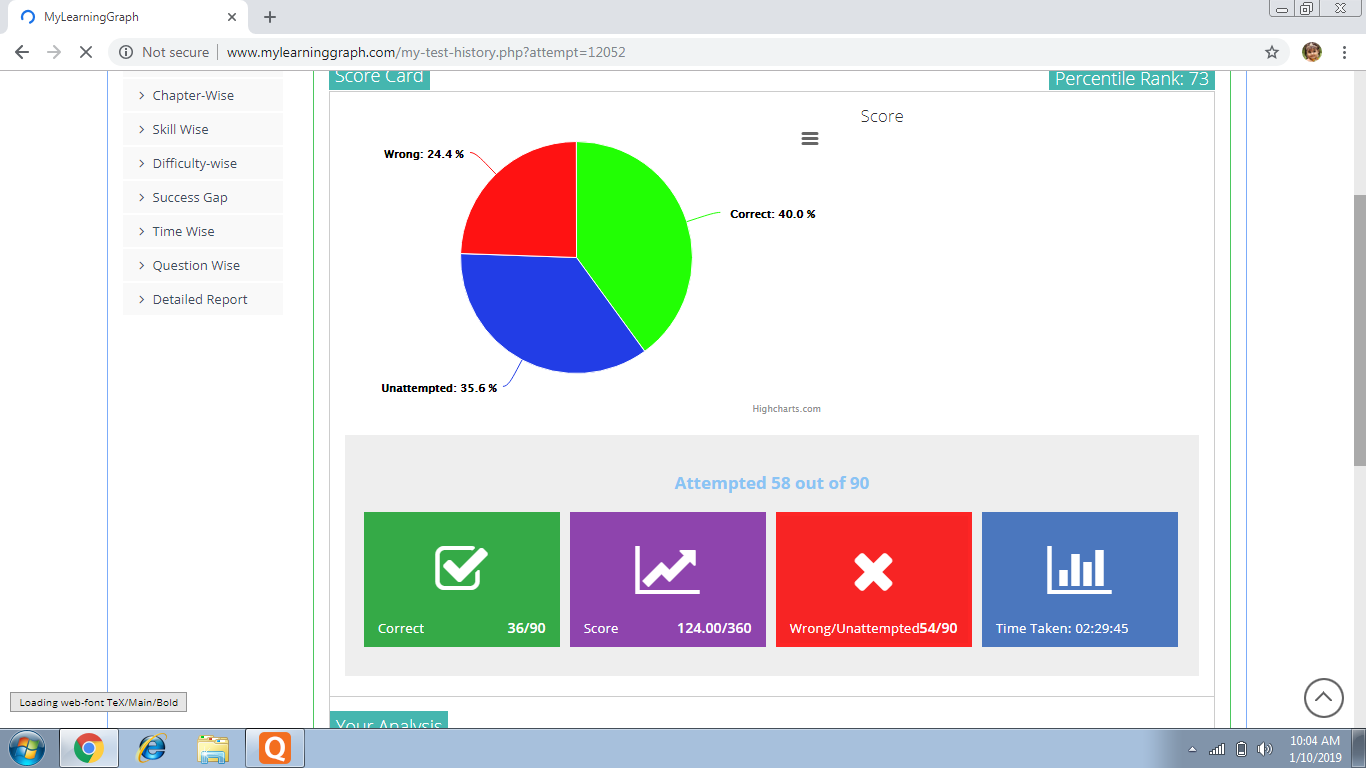 MyLearningGraph
Not secure
www.mylearninggraph.com/my-test-history.php?attempt=12052
Score Card
Percentile Rank: 73
Chapter-Wise
Skill Wise
Difficulty-wise
Success Gap
Time Wise
Question Wise
Detailed Report
Score
Wrong: 24.4 %
Correct: 40.0 %
Unattempted: 35.6 %
Highcharts.com
Attempted 58 out of 90
Correct 36/90
Score 124.00/360
Wrong/Unattempted54/90
Time Taken: 02:29:45
Your Analysis
Loading web-font TeX/Main/Bold
Q
10:04 AM
1/10/2019